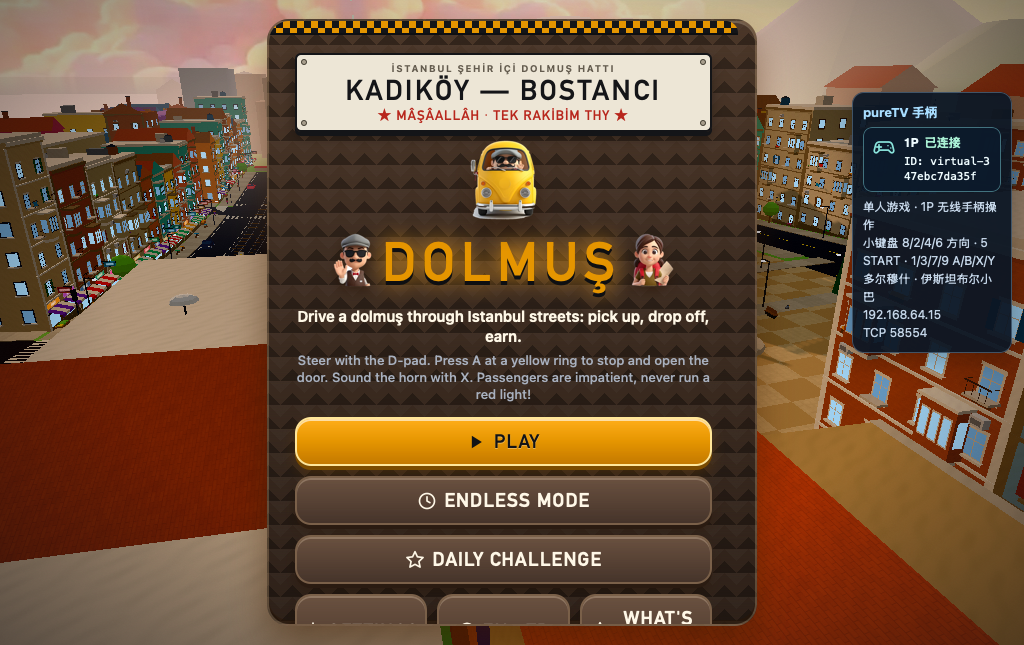 İSTANBUL ŞEHİR İÇİ DOLMUŞ HATTI
KADIKÖY — BOSTANCI
★ MÂŞÂALLÂH · TEK RAKİBİM THY ★
DOLMUŞ
Drive a dolmuş through Istanbul streets: pick up, drop off,
earn.
Steer with the D-pad. Press A at a yellow ring to stop and open the
door. Sound the horn with X. Passengers are impatient, never run a
red light!
PLAY
ENDLESS MODE
DAILY CHALLENGE
WHAT'S
pureTV 手柄
1P 已连接
ID: virtual-3
47ebc7da35f
单人游戏 · 1P 无线手柄操
作
小键盘 8/2/4/6 方向 · 5
START · 1/3/7/9 A/B/X/Y
多尔穆什 · 伊斯坦布尔小
巴
192.168.64.15
TCP 58554